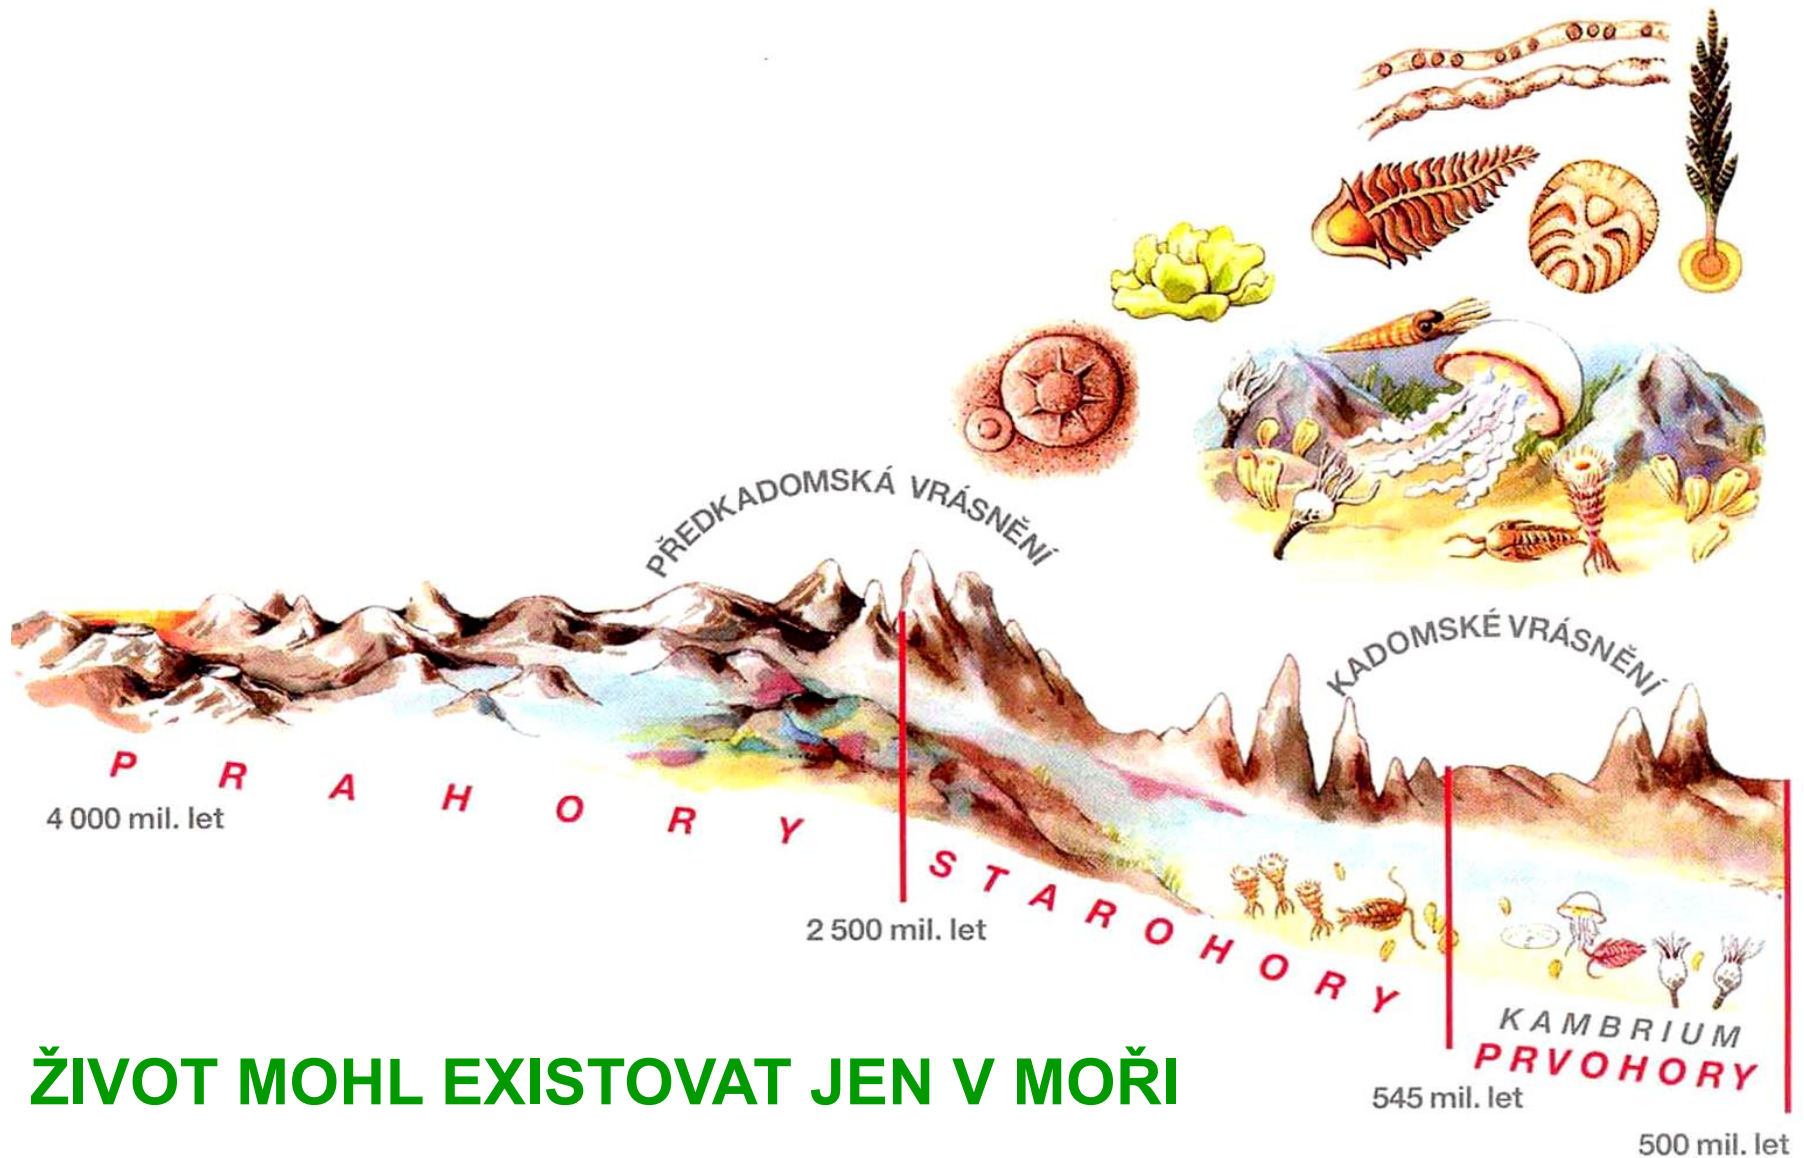 PŘEDKADOMSKÁ VRÁSNĚNÍ
KADOMSKÉ VRÁSNĚNÍ
PRAHORY
4 000 mil. let
2 500 mil. let
STAROHORY
KAMBRIUM
PRVOHORY
545 mil. let
500 mil. let
ŽIVOT MOHL EXISTOVAT JEN V MOŘI